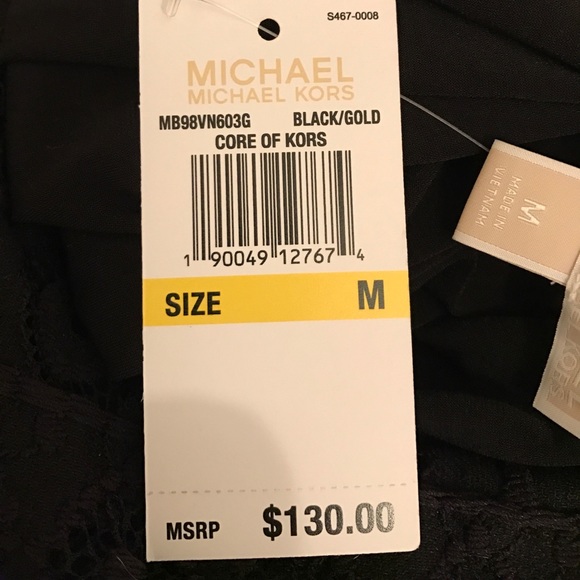 S467-0008
MICHAEL
MICHAEL KORS
MB98VN603G BLACK/GOLD
CORE OF KORS
1 90049 12767 4
SIZE M
MSRP $130.00
M
MADE IN
VIETNAM